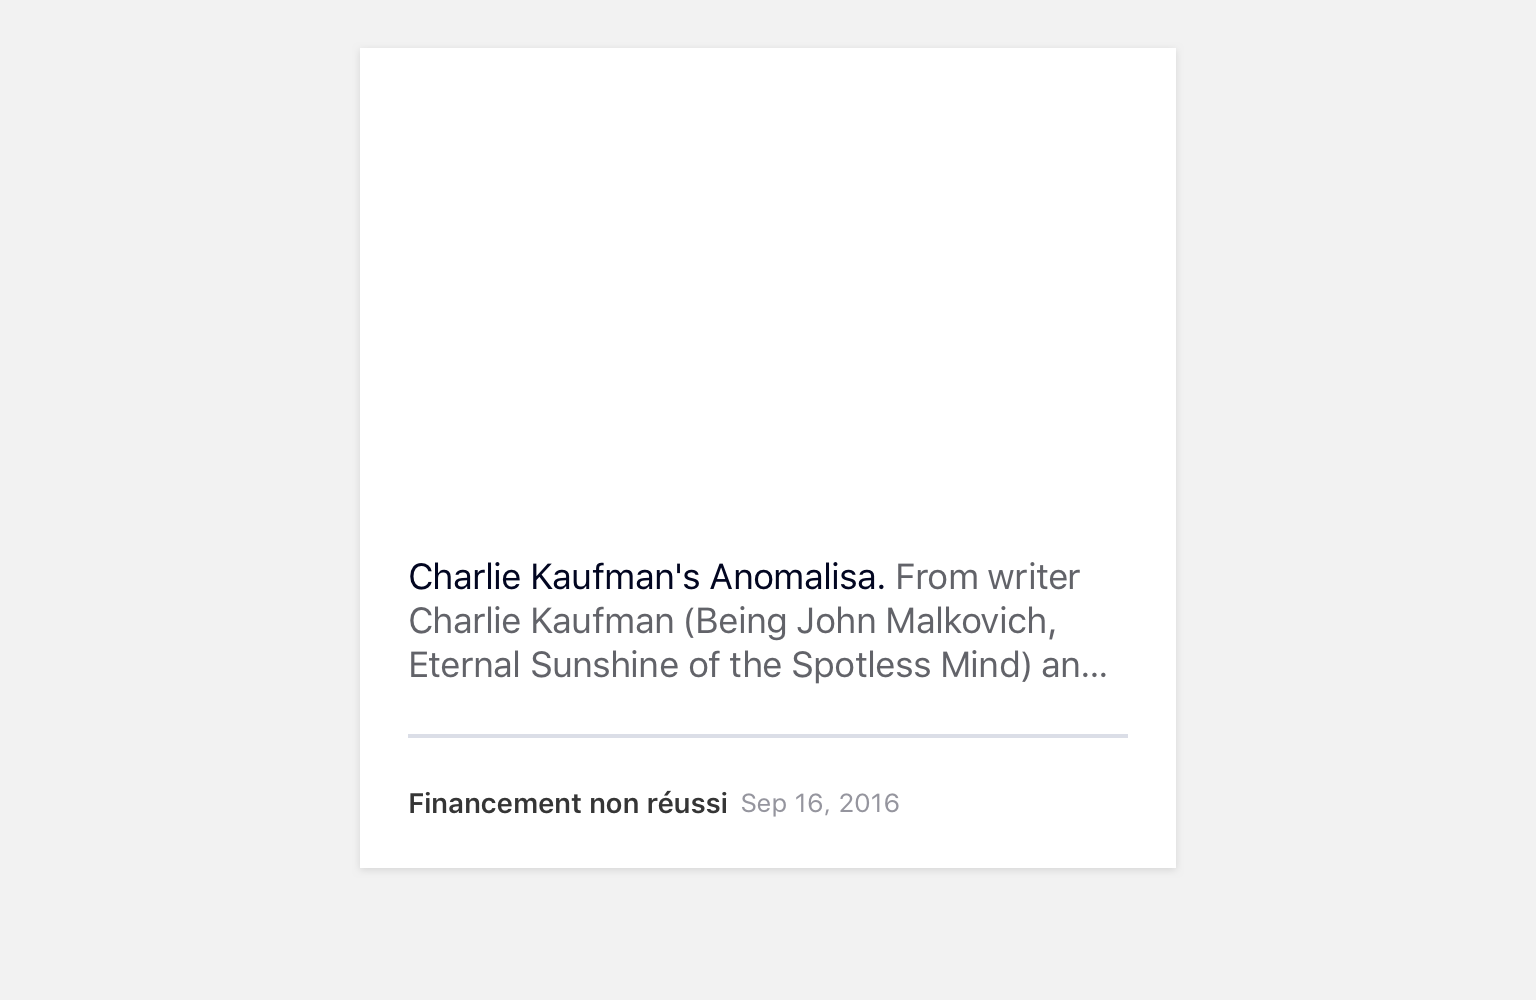 Charlie Kaufman's Anomalisa. From writer
Charlie Kaufman (Being John Malkovich,
Eternal Sunshine of the Spotless Mind) an...
Financement non réussi Sep 16, 2016